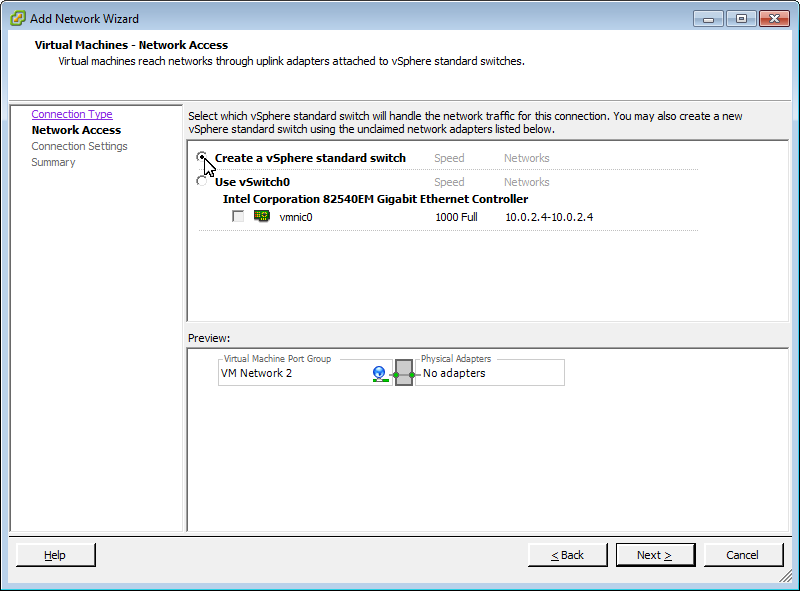 Add Network Wizard
Virtual Machines - Network Access
Virtual machines reach networks through uplink adapters attached to vSphere standard switches.
Connection Type
Network Access
Connection Settings
Summary
Select which vSphere standard switch will handle the network traffic for this connection. You may also create a new
vSphere standard switch using the unclaimed network adapters listed below.
Create a vSphere standard switch Speed Networks
Use vSwitch0 Speed Networks
Intel Corporation 82540EM Gigabit Ethernet Controller
vmnic0 1000 Full 10.0.2.4-10.0.2.4
Preview:
Virtual Machine Port Group Physical Adapters
VM Network 2 No adapters
Help < Back Next > Cancel